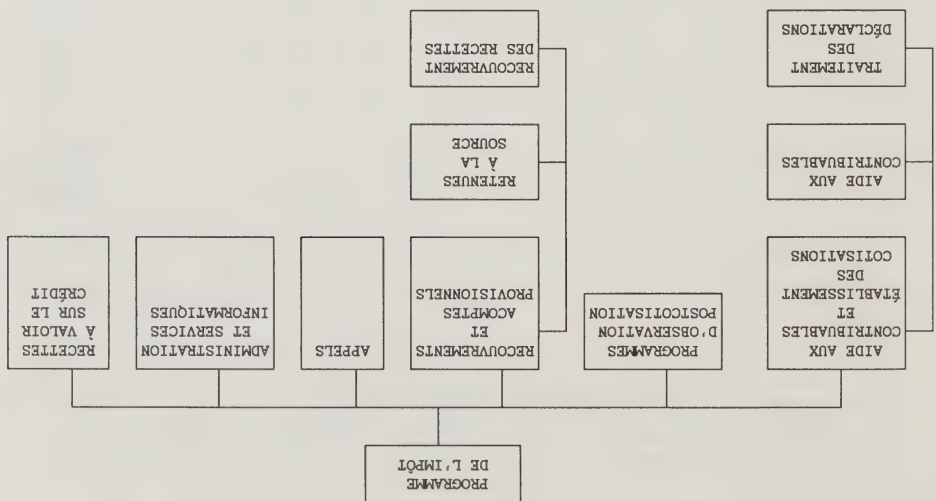 PROGRAMME
DE L'IMPÔT
AIDE AUX
CONTRIBUABLES
ET
ÉTABLISSEMENT
DES
COTISATIONS
PROGRAMMES
D'OBSERVATION
POSTCOTISATION
RECOUVREMENTS
ET
ACOMPTES
PROVISIONNELS
APPELS
ADMINISTRATION
ET SERVICES
INFORMATIQUES
RECETTES
À VALOIR
SUR LE
CRÉDIT
AIDE AUX
CONTRIBUABLES
RETENUES
À LA
SOURCE
TRAITEMENT
DES
DÉCLARATIONS
RECOUVREMENT
DES RECETTES